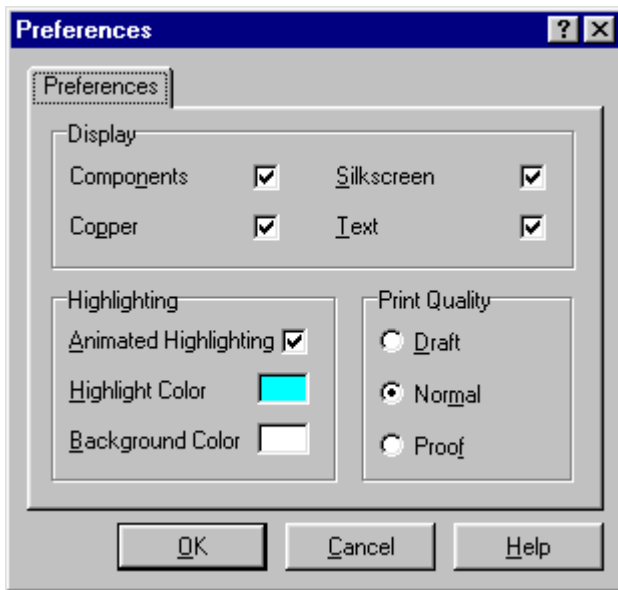 Preferences
?
Preferences
Display
Components Silkscreen
Copper Text
Highlighting
Animated Highlighting
Highlight Color
Background Color
Print Quality
Draft
Normal
Proof
OK Cancel Help